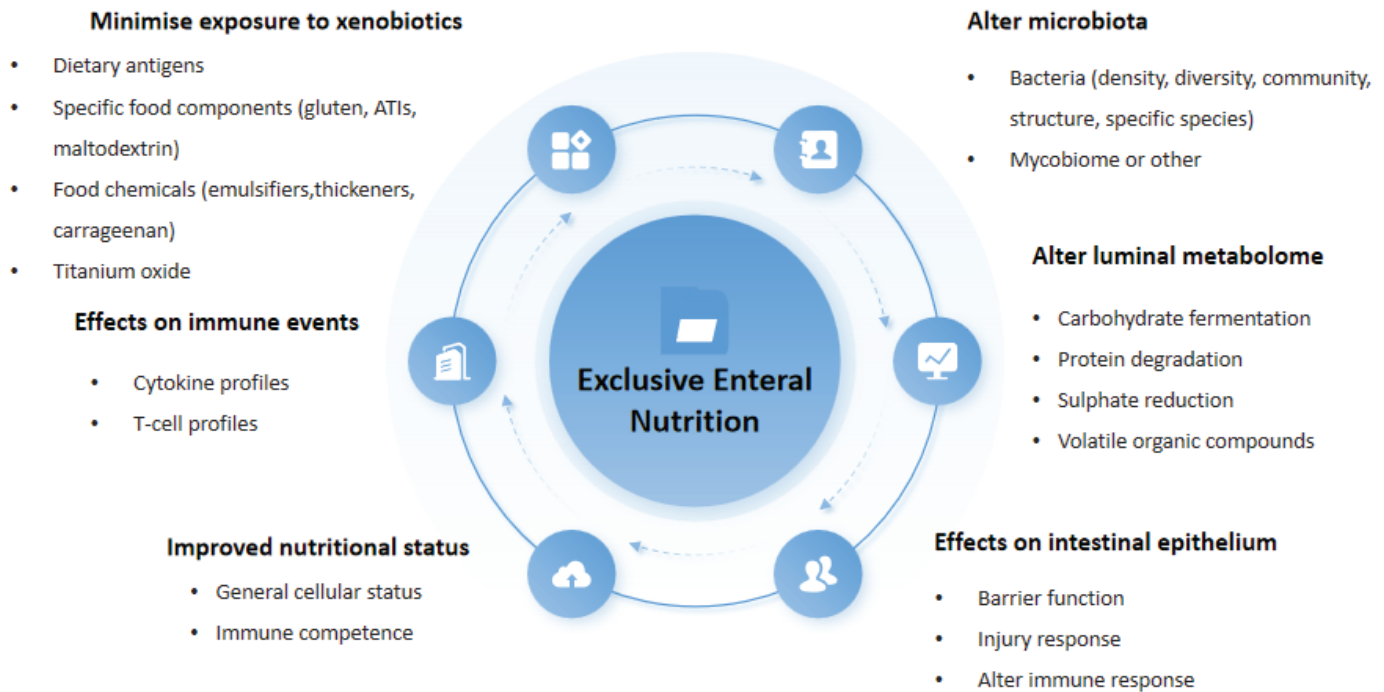 Minimise exposure to xenobiotics
• Dietary antigens
• Specific food components (gluten, ATIs,
maltodextrin)
• Food chemicals (emulsifiers,thickeners,
carrageenan)
• Titanium oxide
Effects on immune events
• Cytokine profiles
• T-cell profiles
Improved nutritional status
• General cellular status
• Immune competence
Exclusive Enteral
Nutrition
Alter microbiota
• Bacteria (density, diversity, community,
structure, specific species)
• Mycobiome or other
Alter luminal metabolome
• Carbohydrate fermentation
• Protein degradation
• Sulphate reduction
• Volatile organic compounds
Effects on intestinal epithelium
• Barrier function
• Injury response
• Alter immune response